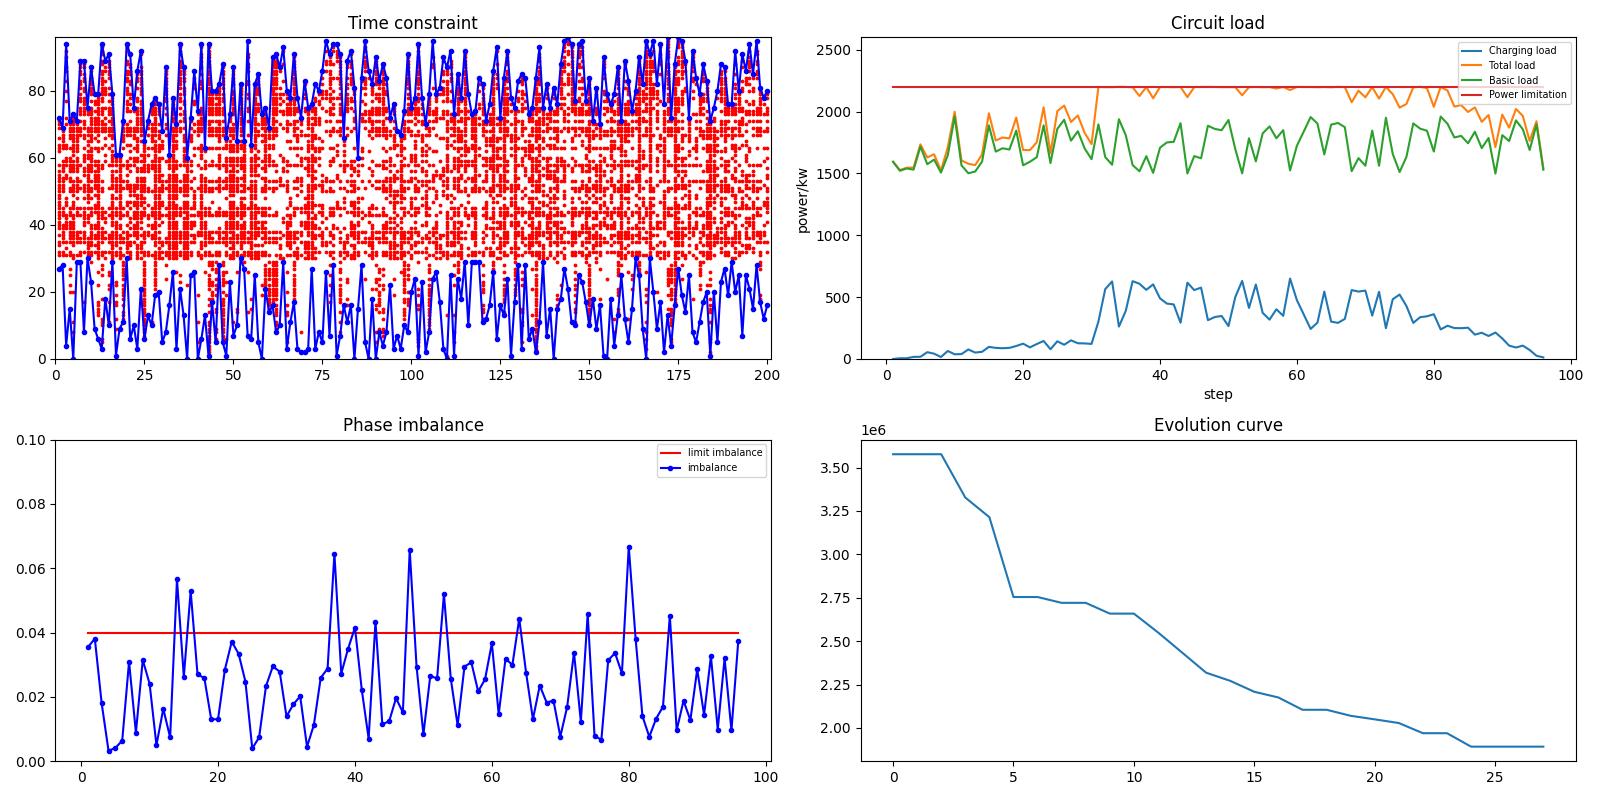 Time constraint
80
60
40
20
0
0 25 50 75 100 125 150 175 200
Circuit load
power/kw
2500
2000
1500
1000
500
0
Charging load
Total load
Basic load
Power limitation
0 20 40 60 80 100
step
Phase imbalance
0.10
0.08
0.06
0.04
0.02
0.00
limit imbalance
imbalance
0 20 40 60 80 100
Evolution curve
1e6
3.50
3.25
3.00
2.75
2.50
2.25
2.00
0 5 10 15 20 25